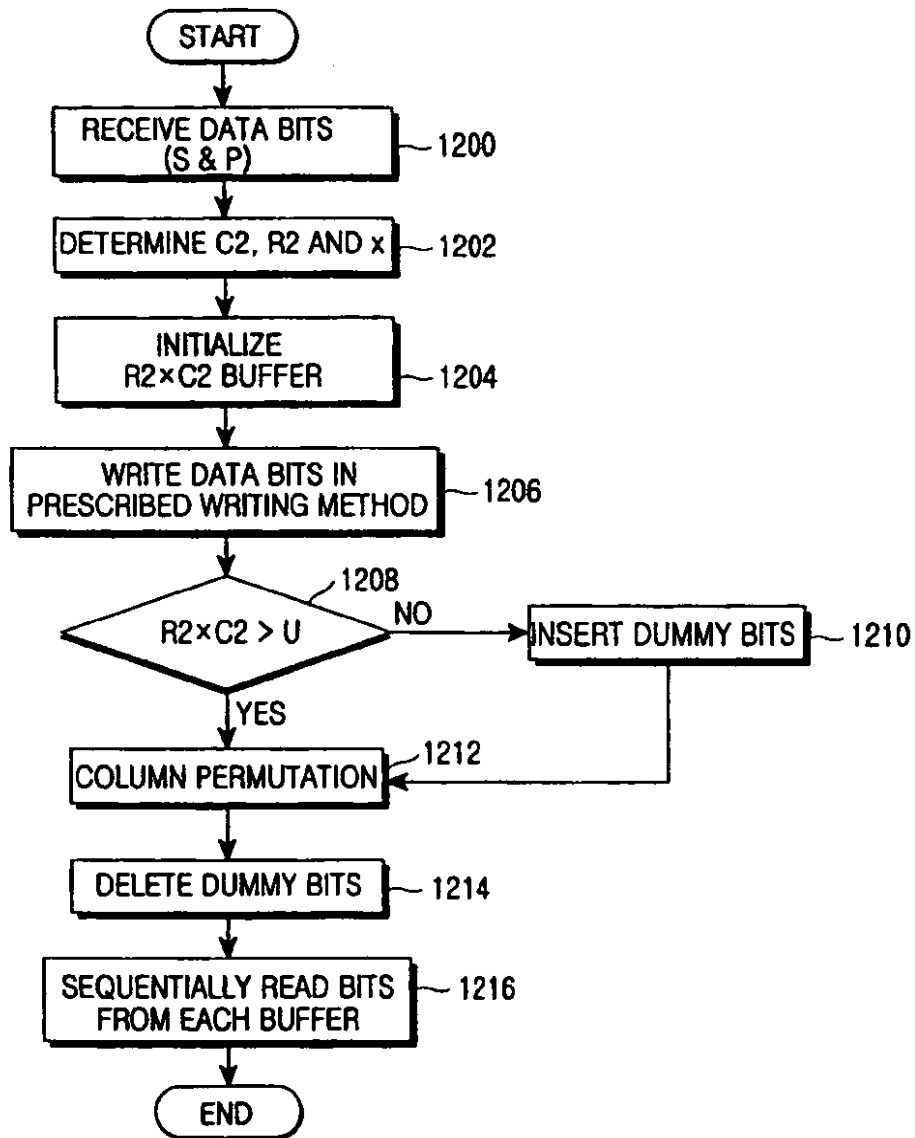 START
RECEIVE DATA BITS
(S & P)
1200
DETERMINE C2, R2 AND x
1202
INITIALIZE
R2×C2 BUFFER
1204
WRITE DATA BITS IN
PRESCRIBED WRITING METHOD
1206
1208
R2×C2 > U
NO
INSERT DUMMY BITS
1210
YES
COLUMN PERMUTATION
1212
DELETE DUMMY BITS
1214
SEQUENTIALLY READ BITS
FROM EACH BUFFER
1216
END